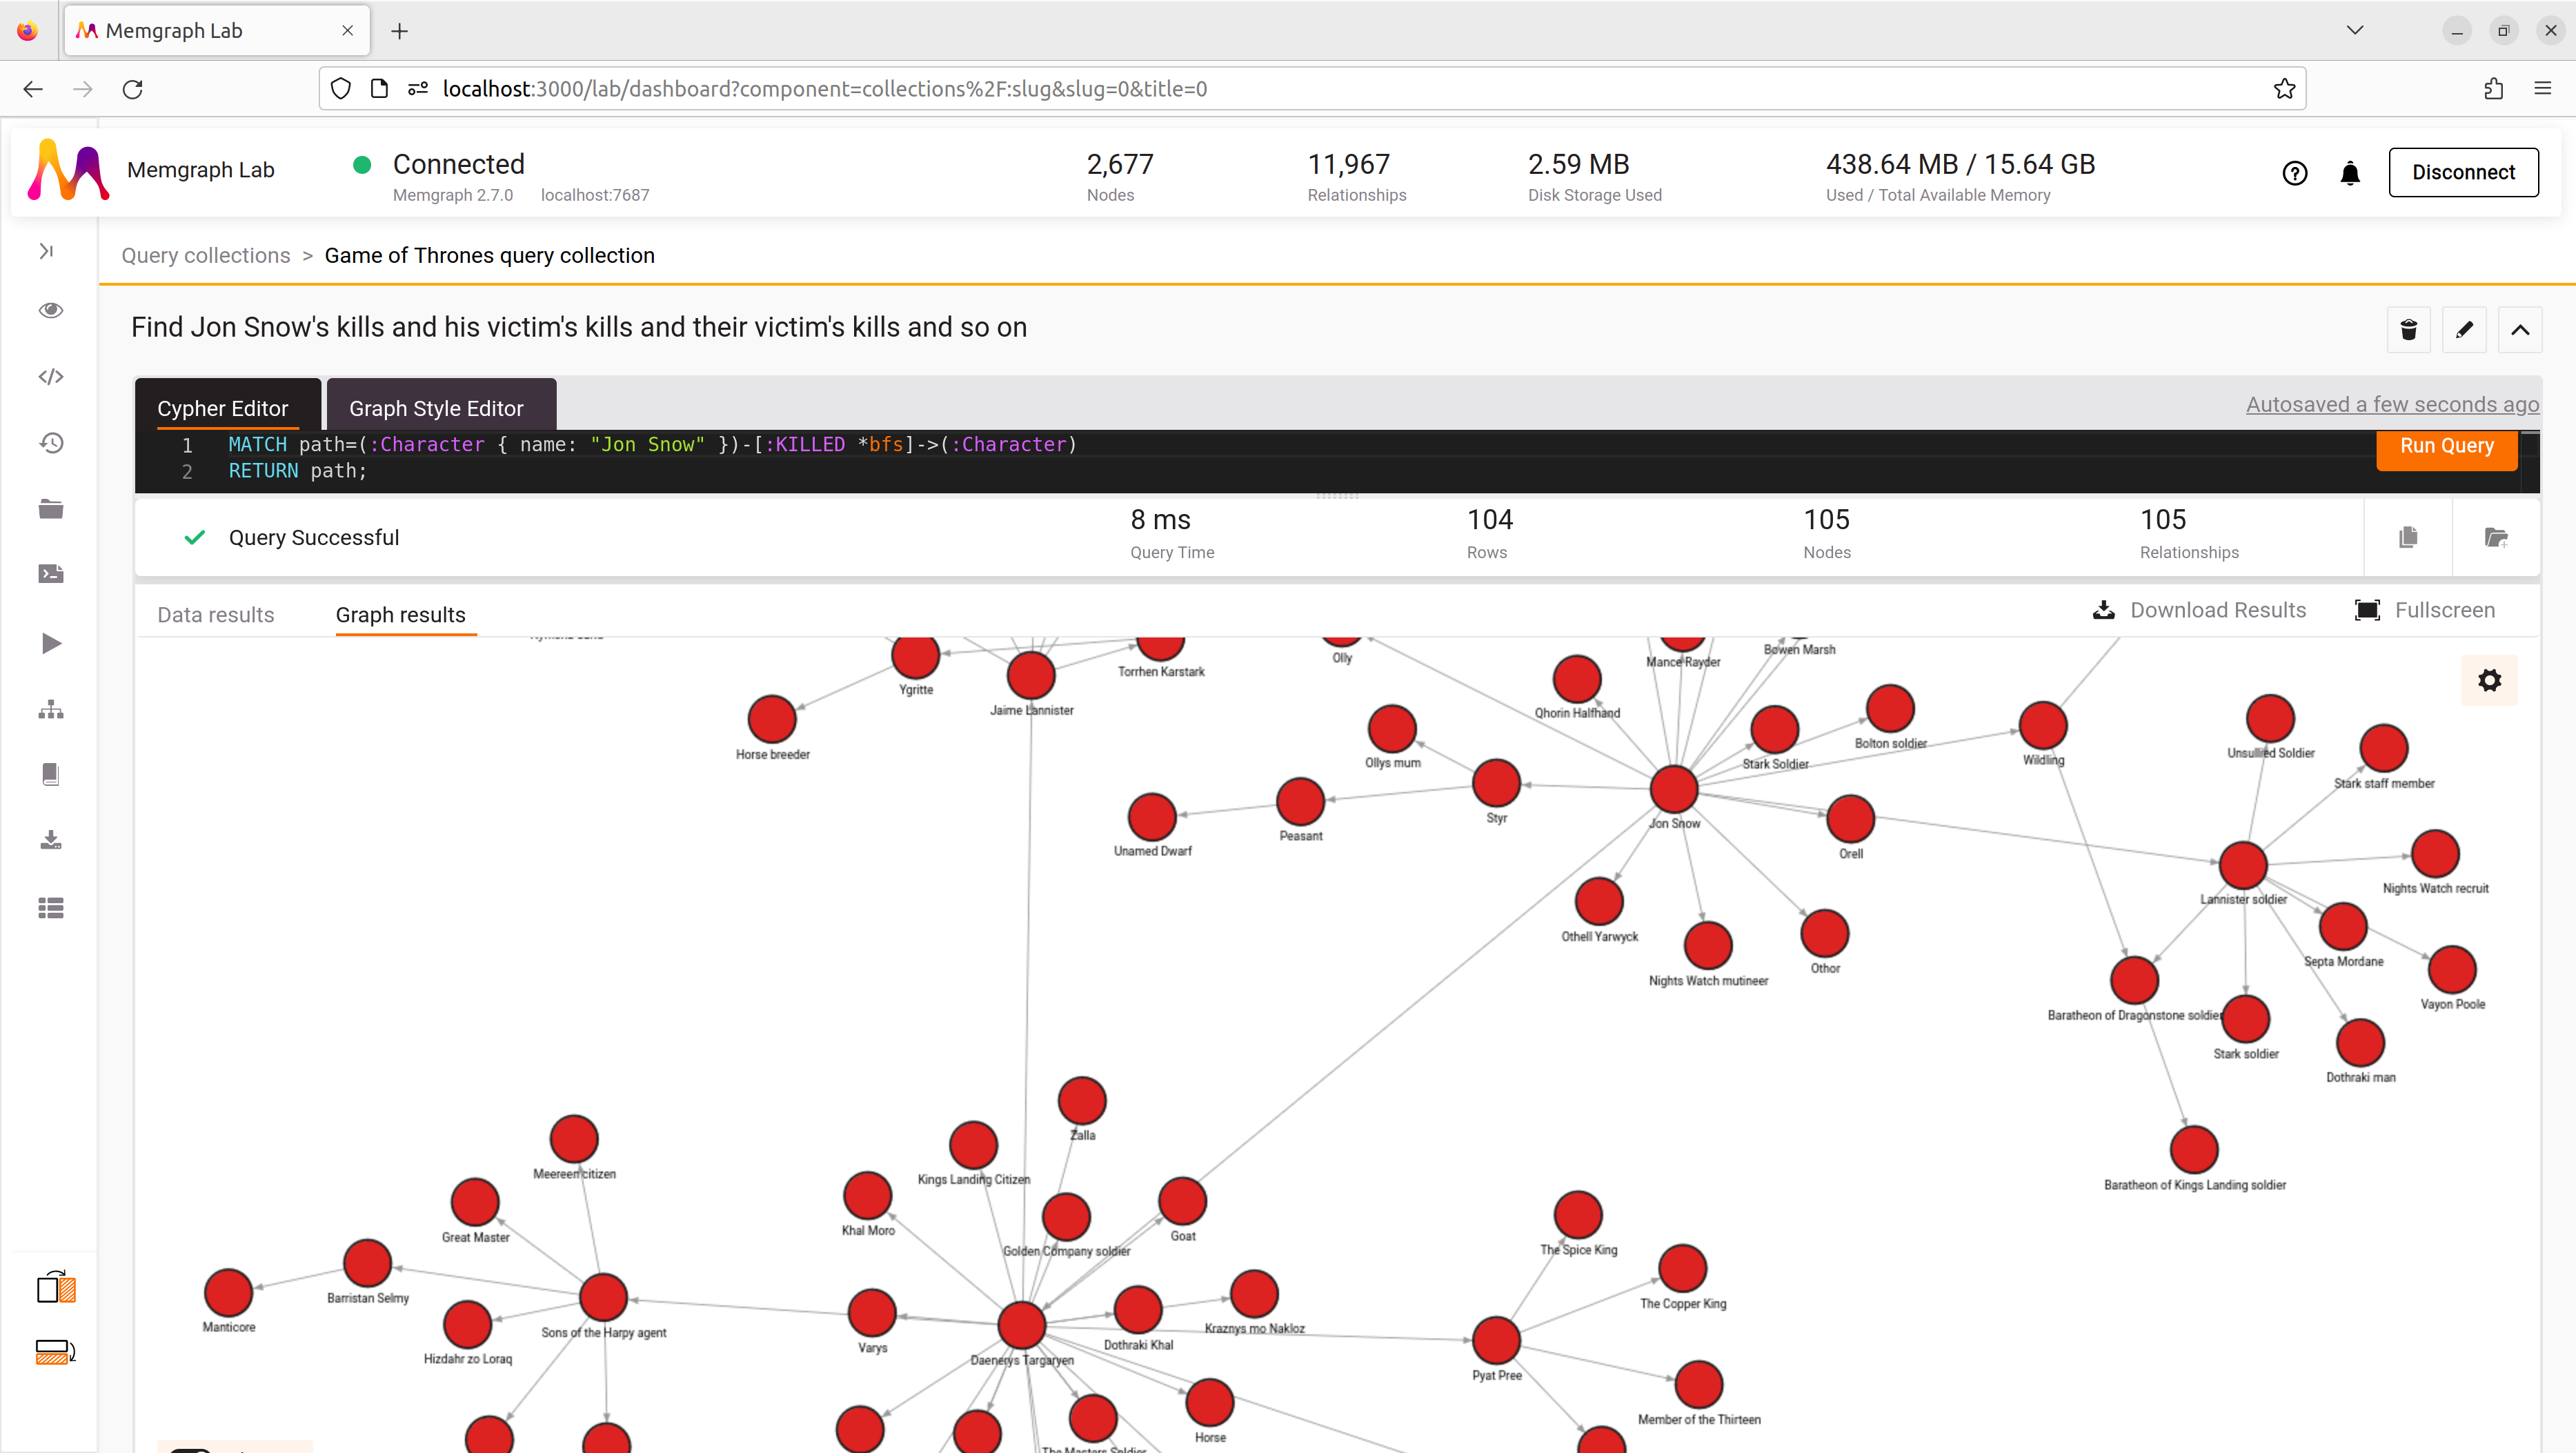 Memgraph Lab
localhost:3000/lab/dashboard?component=collections%2F:slug&slug=0&title=0
Memgraph Lab
Connected
Memgraph 2.7.0 localhost:7687
2,677
Nodes
11,967
Relationships
2.59 MB
Disk Storage Used
438.64 MB / 15.64 GB
Used / Total Available Memory
Disconnect
Query collections > Game of Thrones query collection
Find Jon Snow's kills and his victim's kills and their victim's kills and so on
Cypher Editor
Graph Style Editor
Autosaved a few seconds ago
1 MATCH path=(:Character { name: "Jon Snow" })-[:KILLED *bfs]->(:Character)
2 RETURN path;
Run Query
Query Successful
8 ms
Query Time
104
Rows
105
Nodes
105
Relationships
Data results
Graph results
Download Results
Fullscreen
Olly
Bowen Marsh
Mance Rayder
Torrhen Karstark
Ygritte
Jaime Lannister
Qhorin Halfhand
Bolton soldier
Horse breeder
Ollys mum
Stark Soldier
Wildling
Unsullied Soldier
Stark staff member
Styr
Jon Snow
Peasant
Unamed Dwarf
Orell
Nights Watch recruit
Lannister soldier
Othell Yarwyck
Septa Mordane
Othor
Nights Watch mutineer
Vayon Poole
Baratheon of Dragonstone soldier
Stark soldier
Dothraki man
Zalla
Meereen citizen
Kings Landing Citizen
Baratheon of Kings Landing soldier
Khal Moro
Great Master
Goat
Golden Company soldier
The Spice King
Barristan Selmy
The Copper King
Manticore
Sons of the Harpy agent
Kraznys mo Nakloz
Dothraki Khal
Varys
Hizdahr zo Loraq
Daenerys Targaryen
Pyat Pree
Member of the Thirteen
Horse
The Masters Soldier